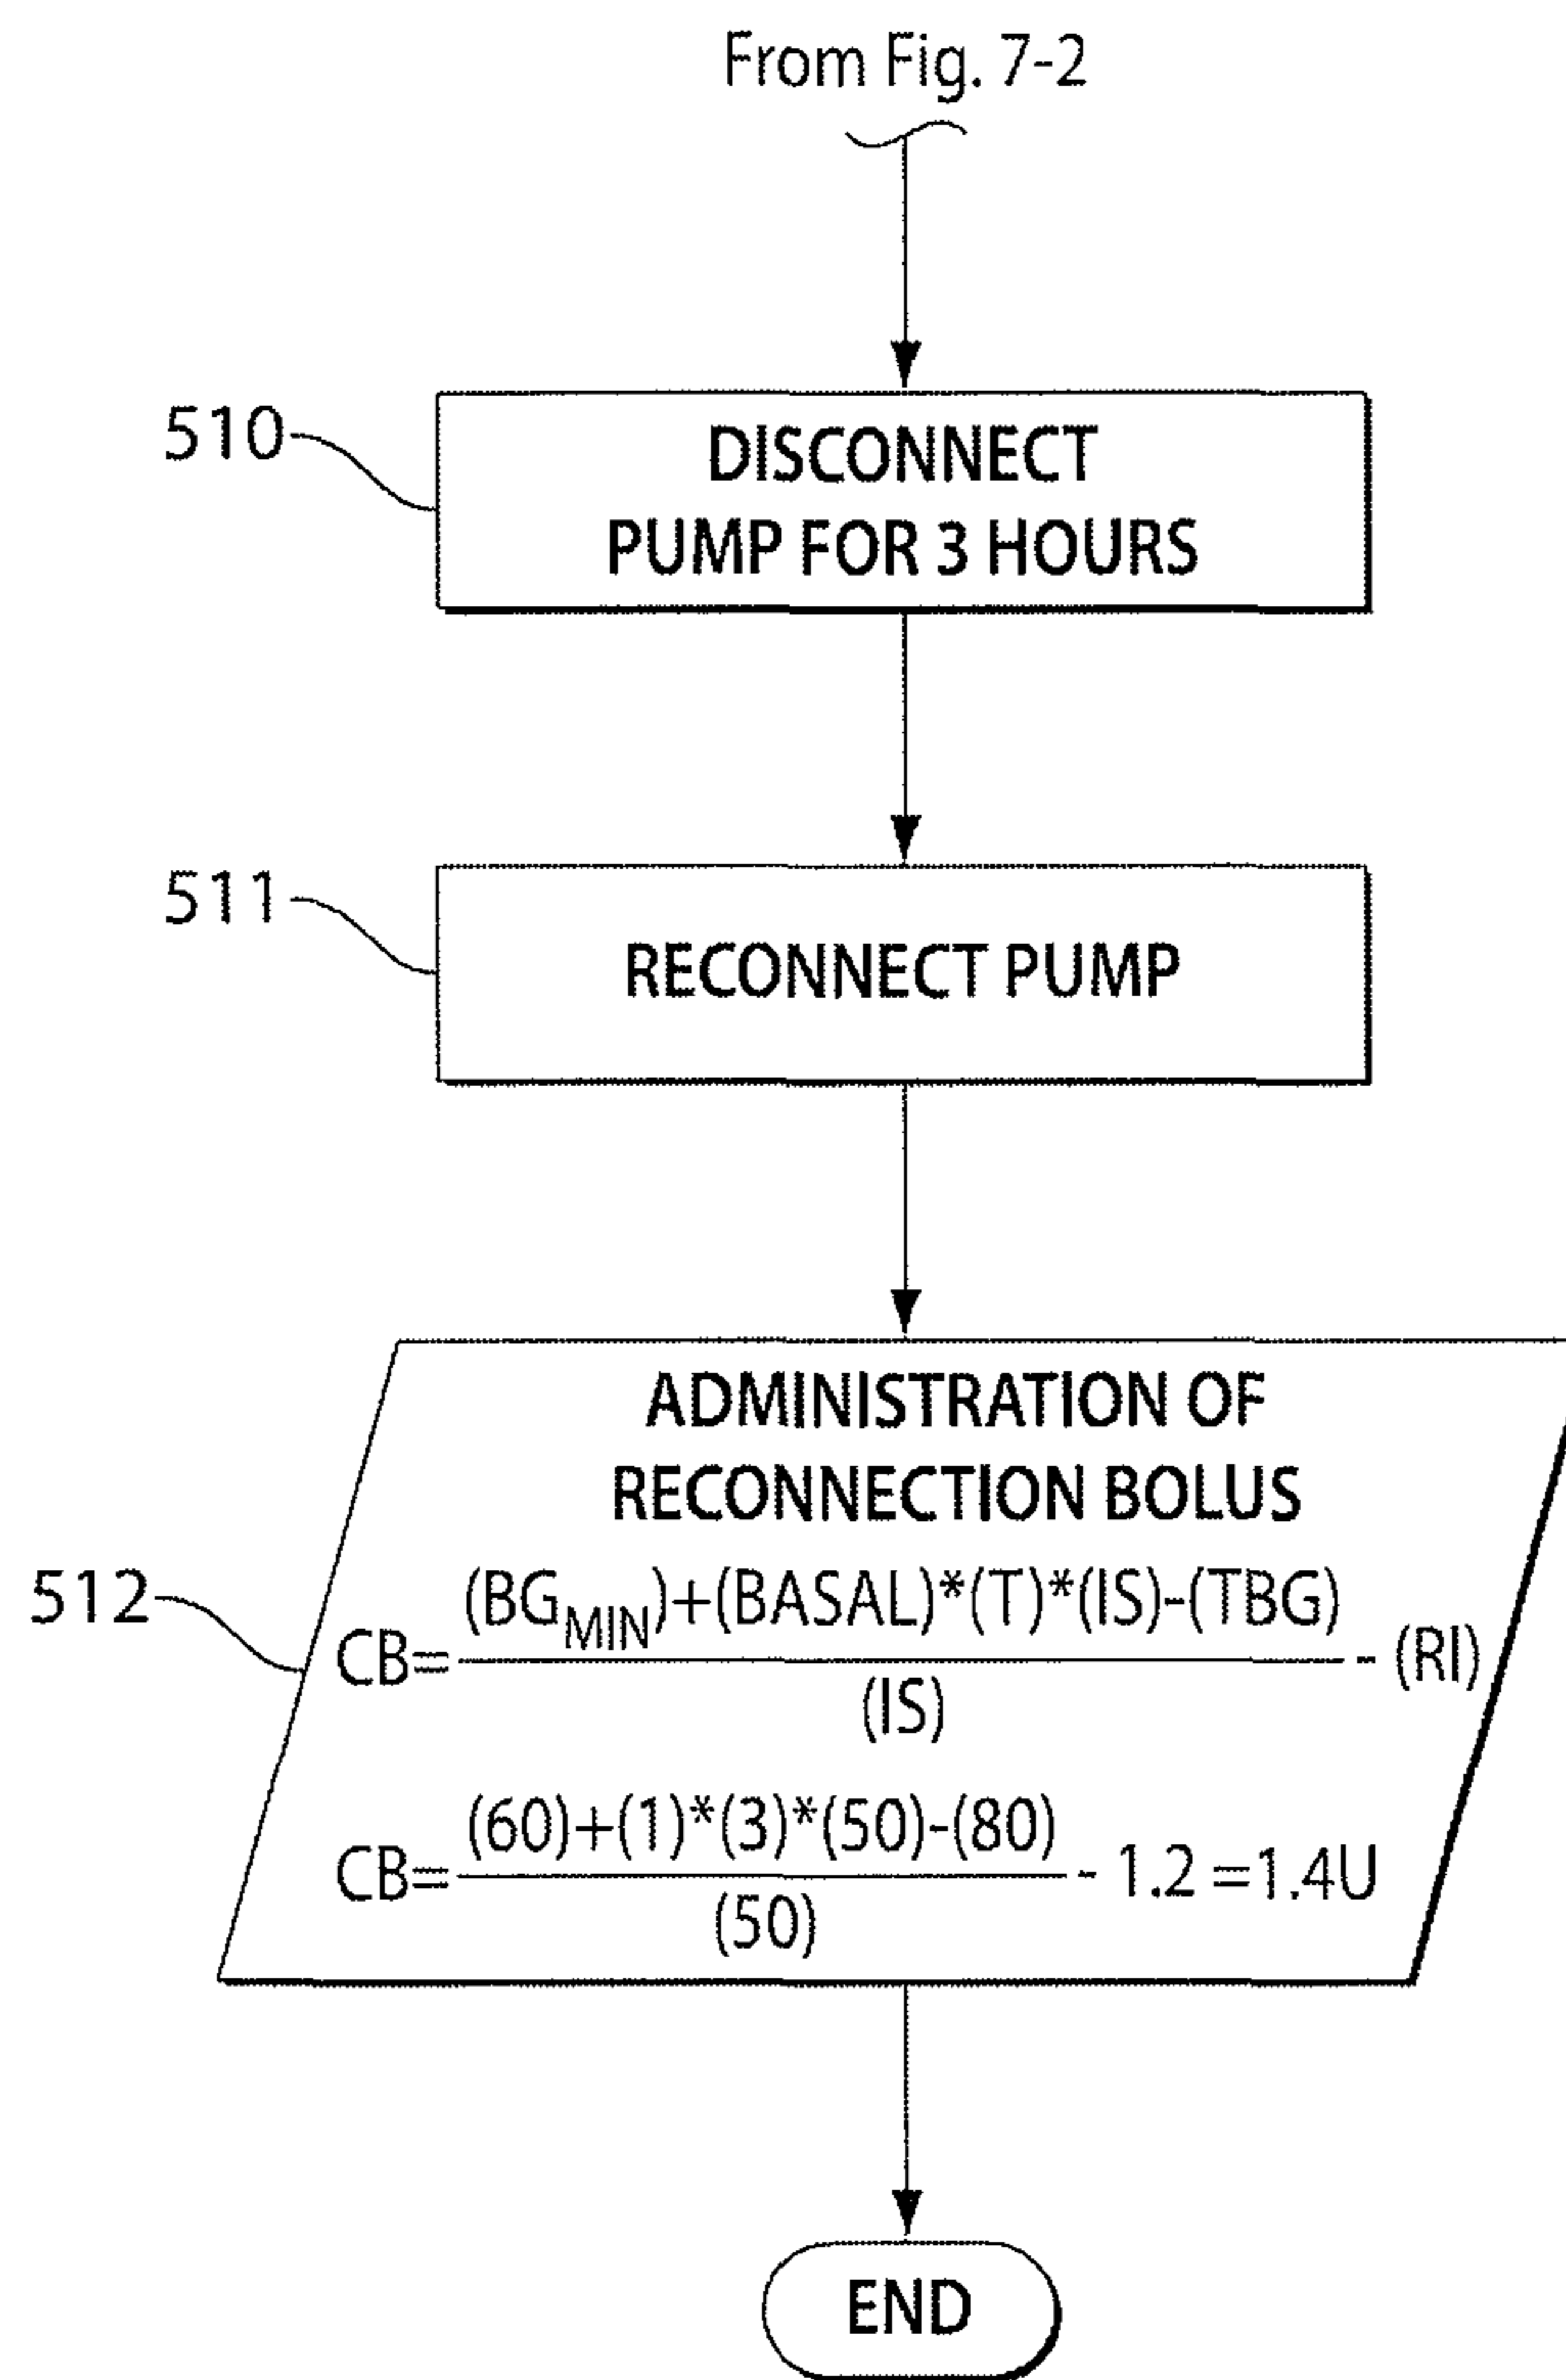 From Fig. 7-2
510
DISCONNECT
PUMP FOR 3 HOURS
511
RECONNECT PUMP
ADMINISTRATION OF
RECONNECTION BOLUS
512
CB=(BG_MIN)+(BASAL)*(T)*(IS)-(TBG)
(IS)
- (RI)
CB=(60)+(1)*(3)*(50)-(80)
(50)
- 1.2 =1.4U
END